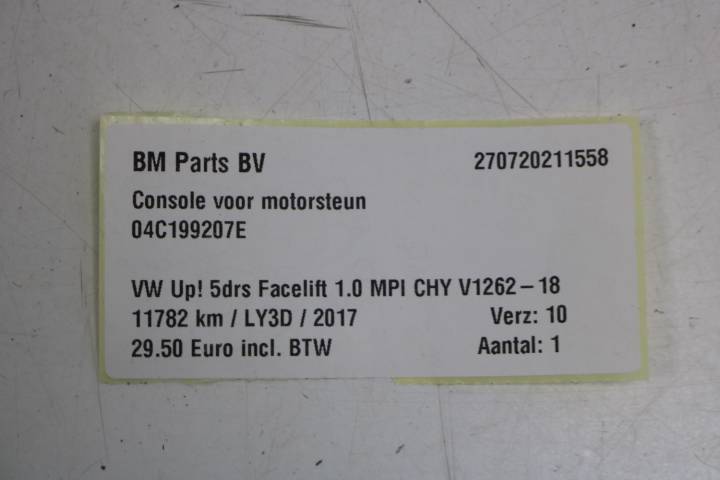 BM Parts BV 270720211558
Console voor motorsteun
04C199207E
VW Up! 5drs Facelift 1.0 MPI CHY V1262-18
11782 km / LY3D / 2017 Verz: 10
29.50 Euro incl. BTW Aantal: 1